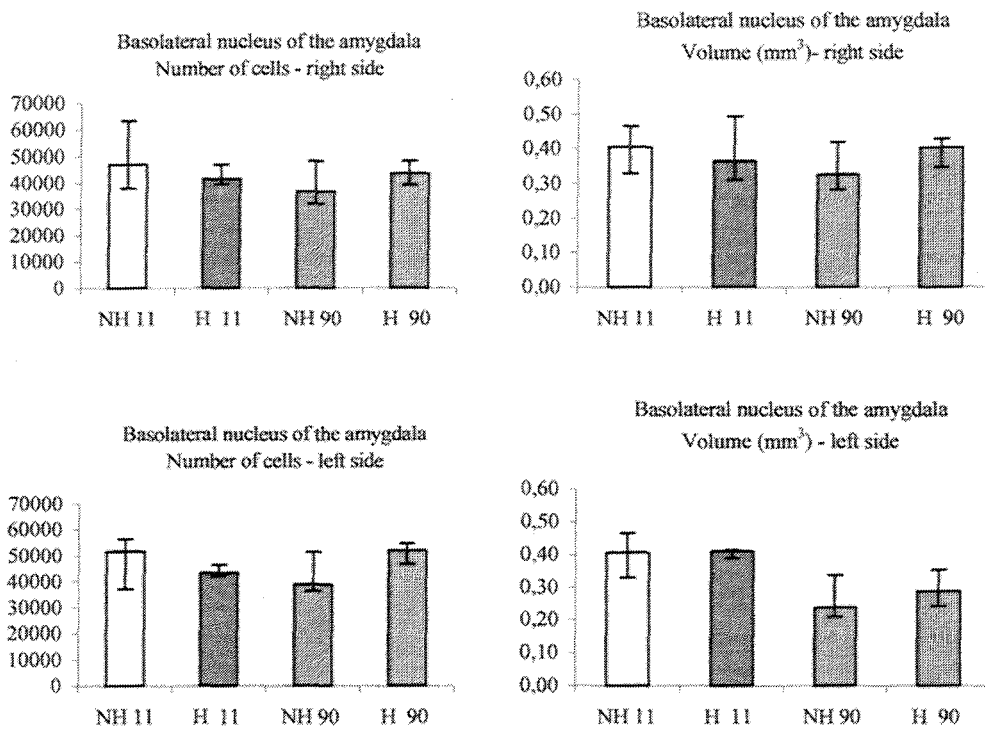 Basolateral nucleus of the amygdala
Number of cells - right side
70000
60000
50000
40000
30000
20000
10000
0
NH 11 H 11 NH 90 H 90
Basolateral nucleus of the amygdala
Volume (mm³)- right side
0,60
0,50
0,40
0,30
0,20
0,10
0,00
NH 11 H 11 NH 90 H 90
Basolateral nucleus of the amygdala
Number of cells - left side
70000
60000
50000
40000
30000
20000
10000
0
NH 11 H 11 NH 90 H 90
Basolateral nucleus of the amygdala
Volume (mm³) - left side
0,60
0,50
0,40
0,30
0,20
0,10
0,00
NH 11 H 11 NH 90 H 90